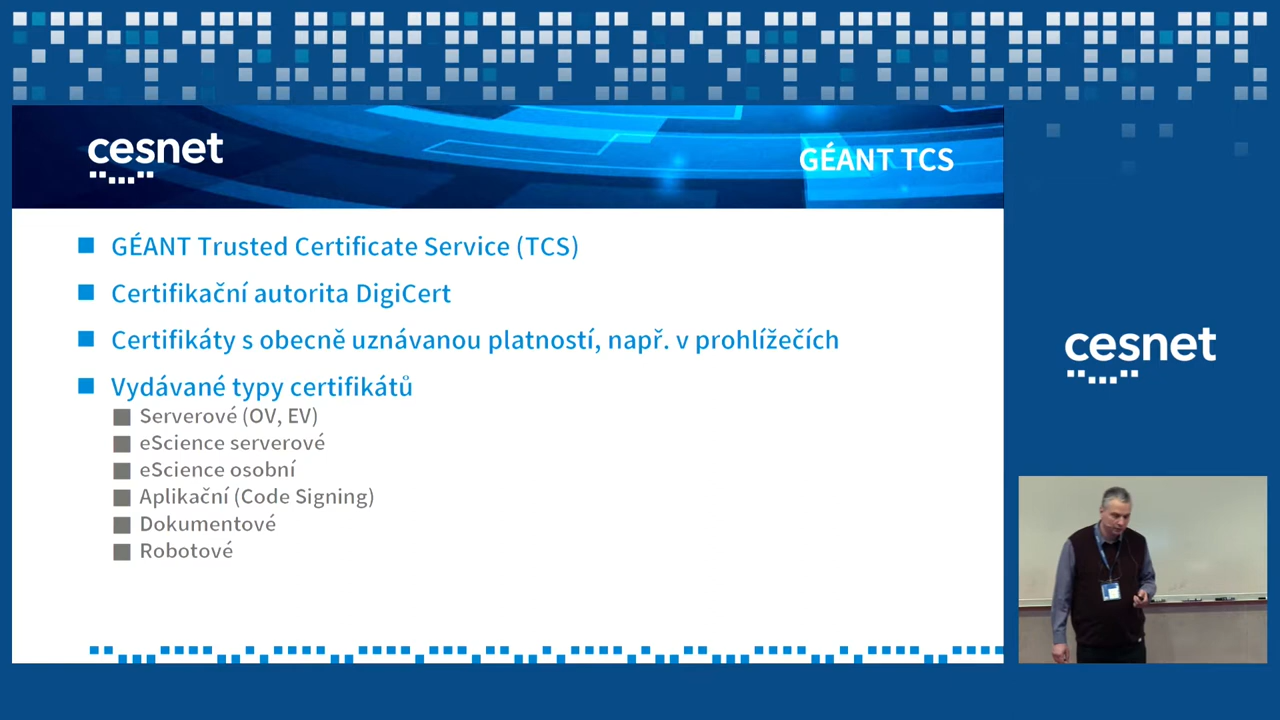 cesnet
GÉANT TCS
GÉANT Trusted Certificate Service (TCS)
Certifikační autorita DigiCert
Certifikáty s obecně uznávanou platností, např. v prohlížečích
Vydávané typy certifikátů
Serverové (OV, EV)
eScience serverové
eScience osobní
Aplikační (Code Signing)
Dokumentové
Robotové
cesnet